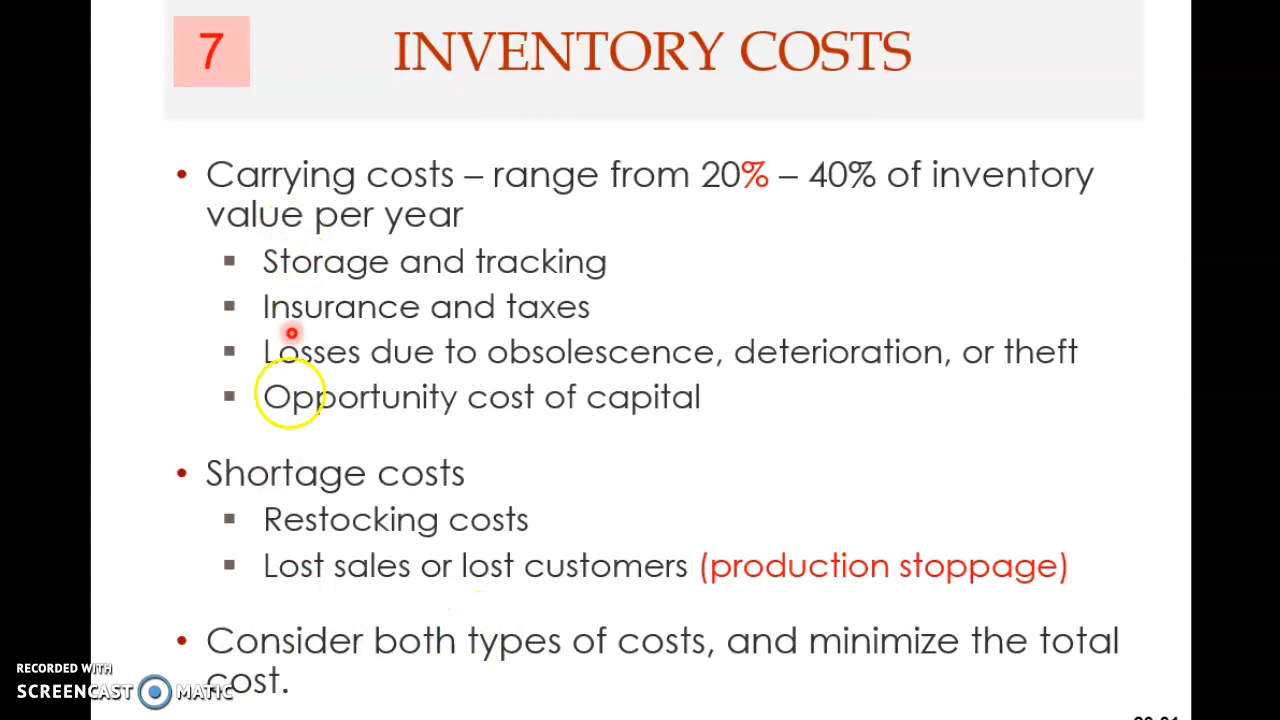 7
INVENTORY COSTS
• Carrying costs – range from 20% – 40% of inventory
value per year
▪ Storage and tracking
▪ Insurance and taxes
▪ Losses due to obsolescence, deterioration, or theft
▪ Opportunity cost of capital
• Shortage costs
▪ Restocking costs
▪ Lost sales or lost customers (production stoppage)
• Consider both types of costs, and minimize the total
cost.
RECORDED WITH
SCREENCAST MATIC